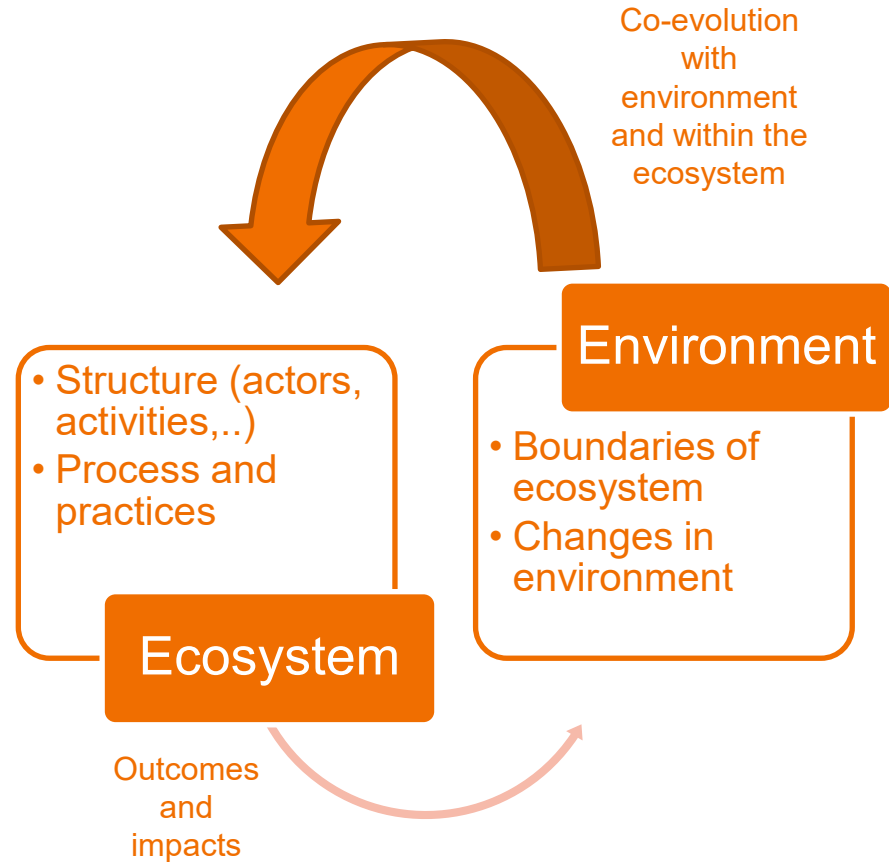 Co-evolution
with
environment
and within the
ecosystem
Environment
• Structure (actors,
activities,..)
• Process and
practices
• Boundaries of
ecosystem
• Changes in
environment
Ecosystem
Outcomes
and
impacts